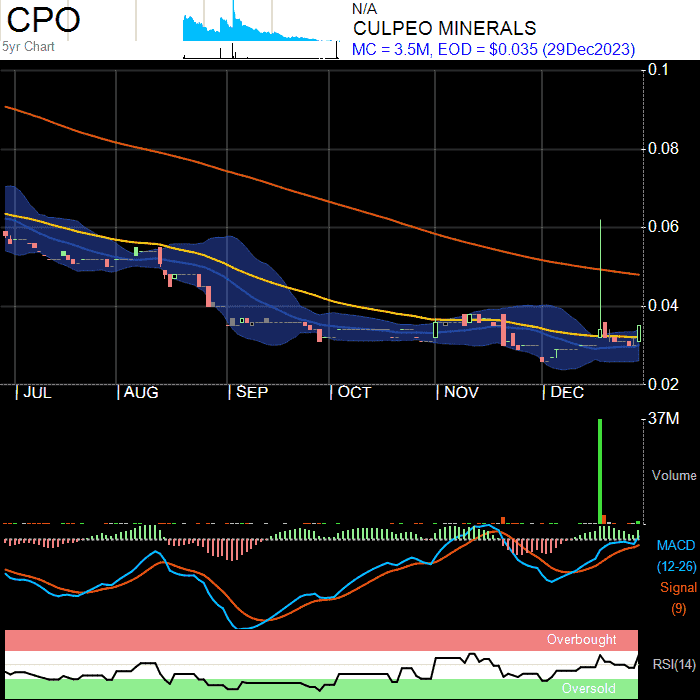 CPO
5yr Chart
N/A
CULPEO MINERALS
MC = 3.5M, EOD = $0.035 (29Dec2023)
0.1
0.08
0.06
0.04
0.02
JUL AUG SEP OCT NOV DEC
37M
Volume
MACD
(12-26)
Signal
(9)
Overbought
RSI(14)
Oversold